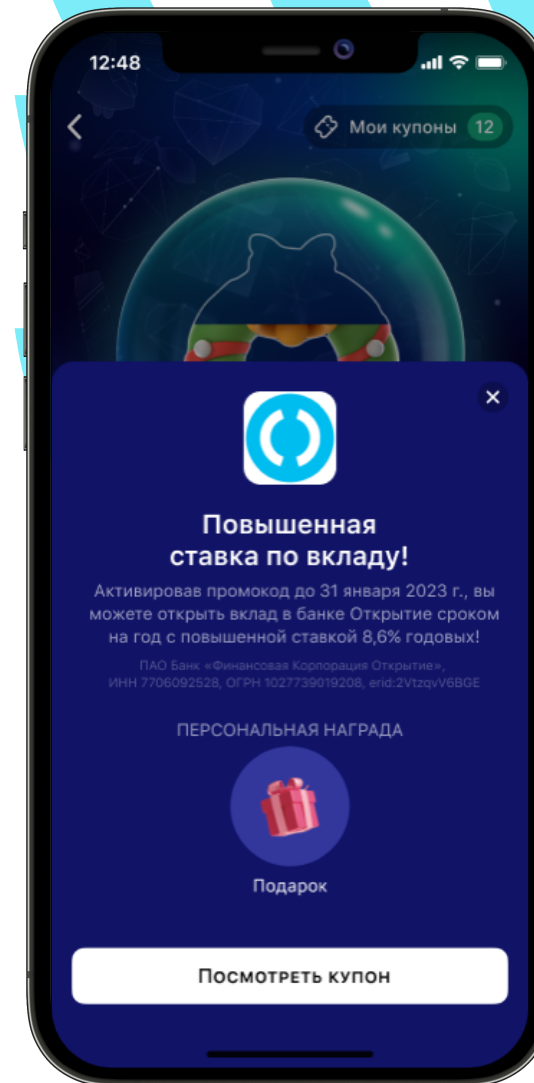 12:48
Мои купоны 12
Повышенная
ставка по вкладу!
Активировав промокод до 31 января 2023 г., вы
можете открыть вклад в банке Открытие сроком
на год с повышенной ставкой 8,6% годовых!
ПАО Банк «Финансовая Корпорация Открытие»,
ИНН 7706092528, ОГРН 1027739019208, erid:2VtzqvV6BGE
ПЕРСОНАЛЬНАЯ НАГРАДА
Подарок
Посмотреть купон